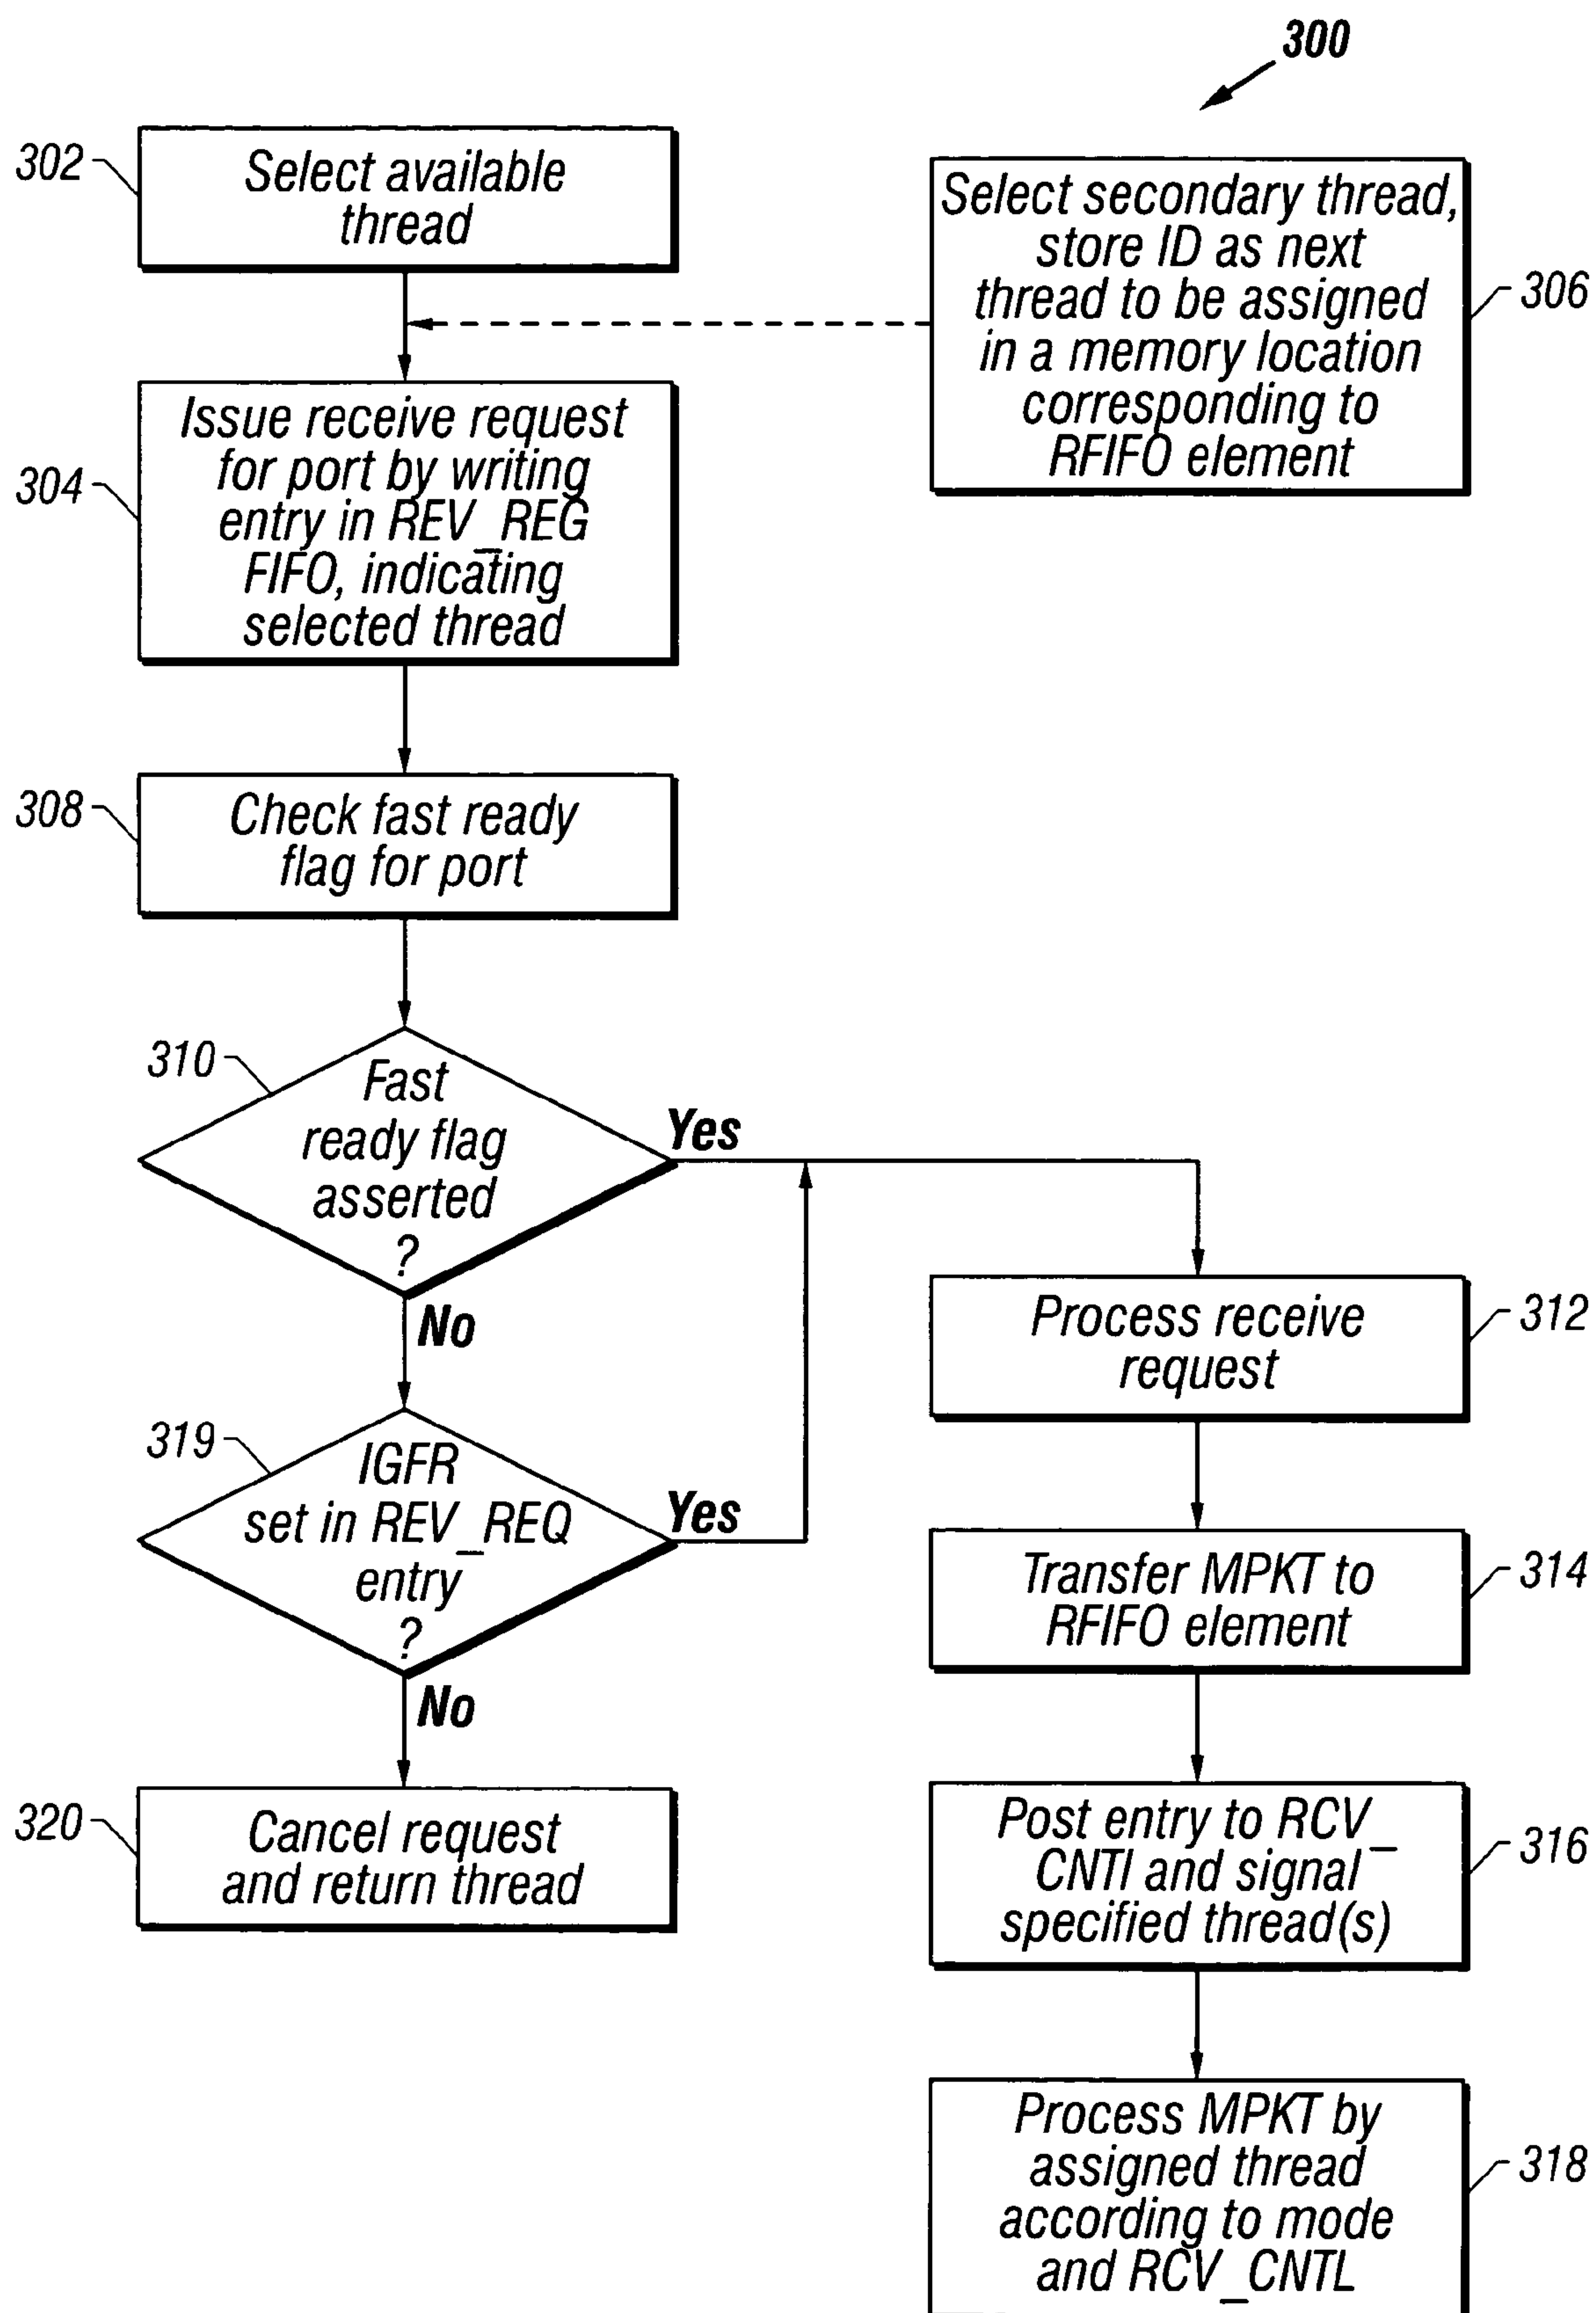 300
302
Select available
thread
Select secondary thread,
store ID as next
thread to be assigned
in a memory location
corresponding to
RFIFO element
306
304
Issue receive request
for port by writing
entry in REV_REG
FIFO, indicating
selected thread
308
Check fast ready
flag for port
310
Fast
ready flag
asserted
?
Yes
No
312
Process receive
request
319
IGFR
set in REV_REQ
entry
?
Yes
No
314
Transfer MPKT to
RFIFO element
320
Cancel request
and return thread
316
Post entry to RCV_
CNTI and signal
specified thread(s)
318
Process MPKT by
assigned thread
according to mode
and RCV_CNTL